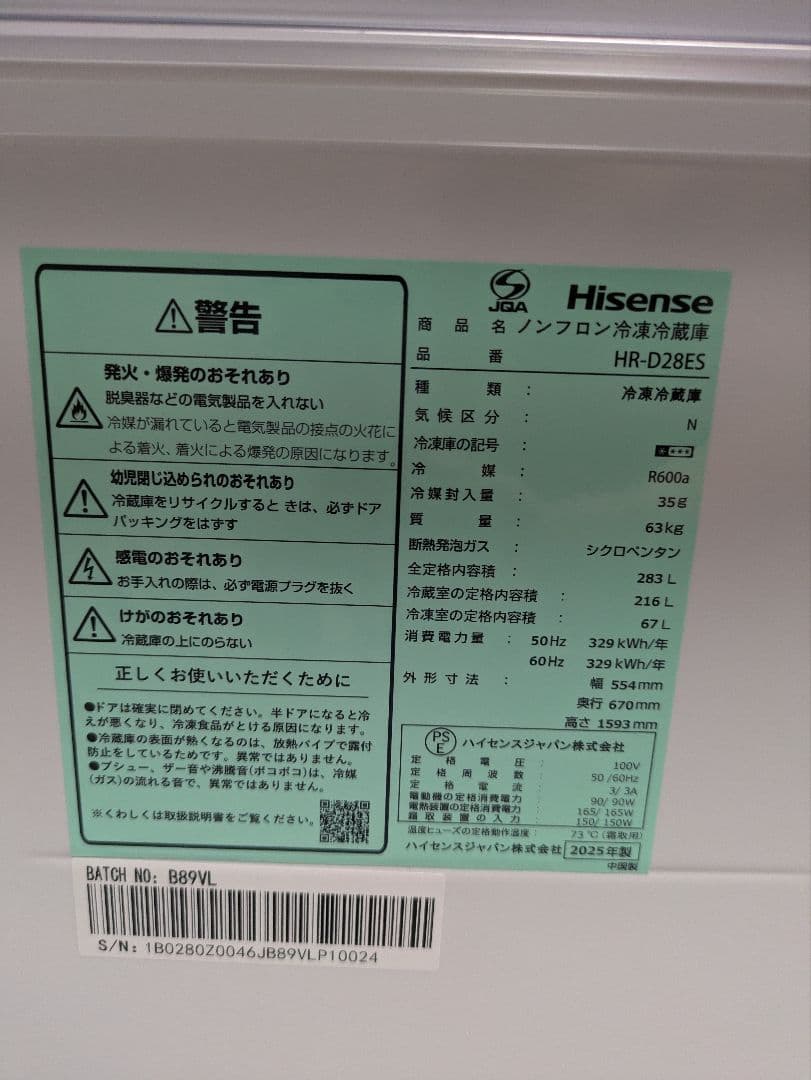 警告
発火・爆発のおそれあり
脱臭器などの電気製品を入れない
冷媒が漏れていると電気製品の接点の火花に
よる着火、着火による爆発の原因になります。
幼児閉じ込められのおそれあり
冷蔵庫をリサイクルすると きは、必ずドア
パッキングをはずす
感電のおそれあり
お手入れの際は、必ず電源プラグを抜く
けがのおそれあり
冷蔵庫の上にのらない
正しくお使いいただくために
●ドアは確実に閉めてください。半ドアになると冷
えが悪くなり、冷凍食品がとける原因になります。
●冷蔵庫の表面が熱くなるのは、放熱パイプで露付
防止をしているためです。異常ではありません。
●プシュー、ザー音や沸騰音(ポコポコ)は、冷媒
(ガス)の流れる音で、異常ではありません。
※くわしくは取扱説明書をご覧ください。
JQA Hisense
商品名 ノンフロン冷凍冷蔵庫
品番 HR-D28ES
種類 : 冷凍冷蔵庫
気候区分 : N
冷凍庫の記号 :
冷媒 : R600a
冷媒封入量 : 35g
質量 : 63kg
断熱発泡ガス : シクロペンタン
全定格内容積 : 283 L
冷蔵室の定格内容積 : 216 L
冷凍室の定格内容積 : 67 L
消費電力量 : 50Hz 329 kWh/年
60Hz 329 kWh/年
外形寸法 : 幅 554mm
奥行 670mm
高さ 1593mm
PSE ハイセンスジャパン株式会社
定格電圧 : 100V
定格周波数 : 50/60Hz
定格電流 : 3/ 3A
電動機の定格消費電力 : 90/ 90W
電熱装置の定格消費電力 : 165/ 165W
霜取装置の入力 : 150/ 150W
温度ヒューズの定格動作温度 : 73℃(霜取用)
ハイセンスジャパン株式会社 2025年製
中国製
BATCH NO: B89VL
S/N: 1B0280Z0046JB89VLP10024